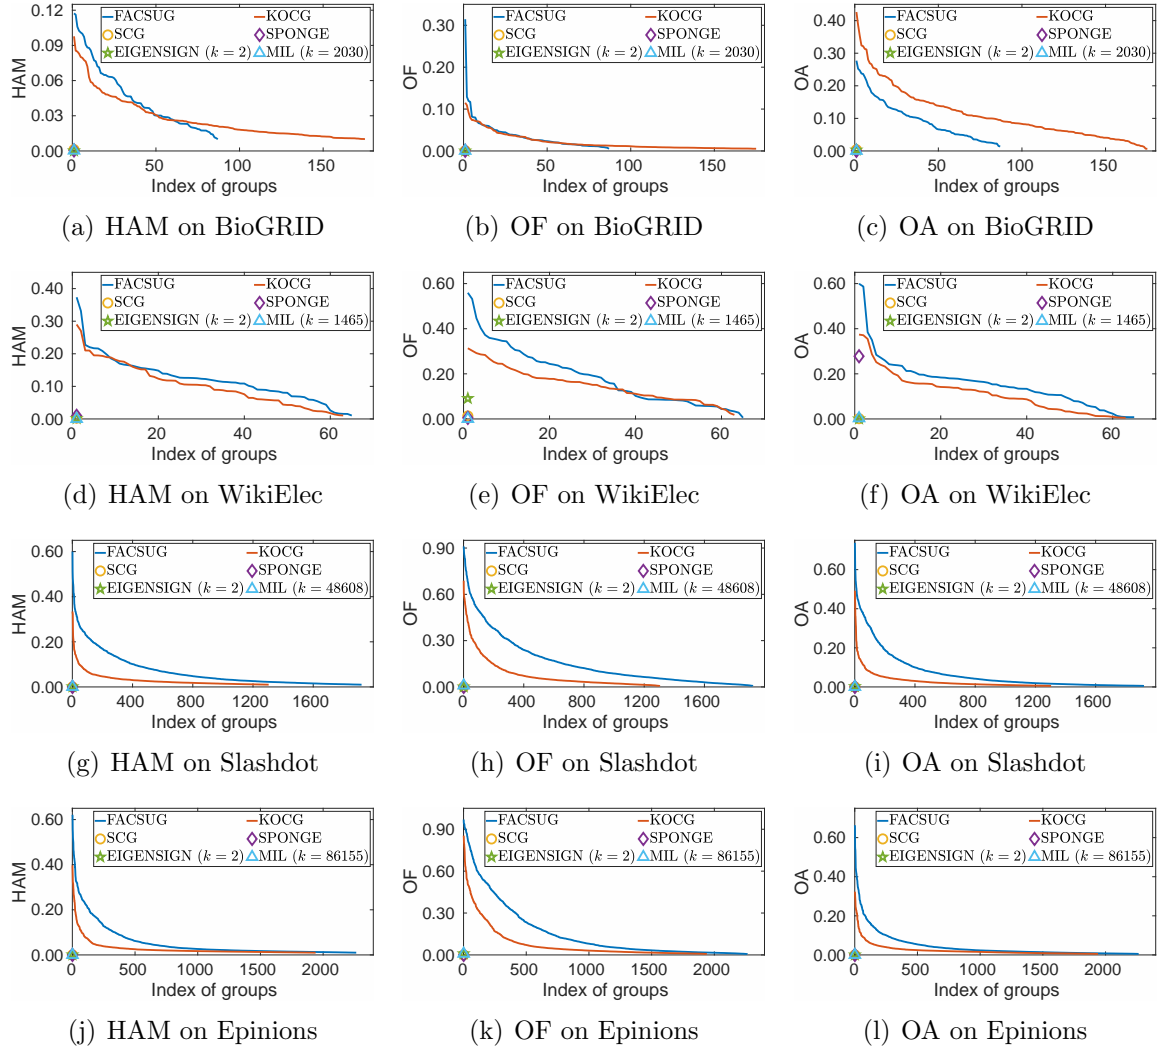 FACSUG KOCG
SCG SPONGE
EIGENSIGN (k = 2) MIL (k = 2030)
HAM
0.12
0.09
0.06
0.03
0.00
0 50 100 150
Index of groups
(a) HAM on BioGRID
FACSUG KOCG
SCG SPONGE
EIGENSIGN (k = 2) MIL (k = 2030)
OF
0.30
0.20
0.10
0.00
0 50 100 150
Index of groups
(b) OF on BioGRID
FACSUG KOCG
SCG SPONGE
EIGENSIGN (k = 2) MIL (k = 2030)
OA
0.40
0.30
0.20
0.10
0.00
0 50 100 150
Index of groups
(c) OA on BioGRID
FACSUG KOCG
SCG SPONGE
EIGENSIGN (k = 2) MIL (k = 1465)
HAM
0.40
0.30
0.20
0.10
0.00
0 20 40 60
Index of groups
(d) HAM on WikiElec
FACSUG KOCG
SCG SPONGE
EIGENSIGN (k = 2) MIL (k = 1465)
OF
0.60
0.40
0.20
0.00
0 20 40 60
Index of groups
(e) OF on WikiElec
FACSUG KOCG
SCG SPONGE
EIGENSIGN (k = 2) MIL (k = 1465)
OA
0.60
0.40
0.20
0.00
0 20 40 60
Index of groups
(f) OA on WikiElec
FACSUG KOCG
SCG SPONGE
EIGENSIGN (k = 2) MIL (k = 48608)
HAM
0.60
0.40
0.20
0.00
0 400 800 1200 1600
Index of groups
(g) HAM on Slashdot
FACSUG KOCG
SCG SPONGE
EIGENSIGN (k = 2) MIL (k = 48608)
OF
0.90
0.60
0.30
0.00
0 400 800 1200 1600
Index of groups
(h) OF on Slashdot
FACSUG KOCG
SCG SPONGE
EIGENSIGN (k = 2) MIL (k = 48608)
OA
0.60
0.40
0.20
0.00
0 400 800 1200 1600
Index of groups
(i) OA on Slashdot
FACSUG KOCG
SCG SPONGE
EIGENSIGN (k = 2) MIL (k = 86155)
HAM
0.60
0.40
0.20
0.00
0 500 1000 1500 2000
Index of groups
(j) HAM on Epinions
FACSUG KOCG
SCG SPONGE
EIGENSIGN (k = 2) MIL (k = 86155)
OF
0.90
0.60
0.30
0.00
0 500 1000 1500 2000
Index of groups
(k) OF on Epinions
FACSUG KOCG
SCG SPONGE
EIGENSIGN (k = 2) MIL (k = 86155)
OA
0.60
0.40
0.20
0.00
0 500 1000 1500 2000
Index of groups
(l) OA on Epinions